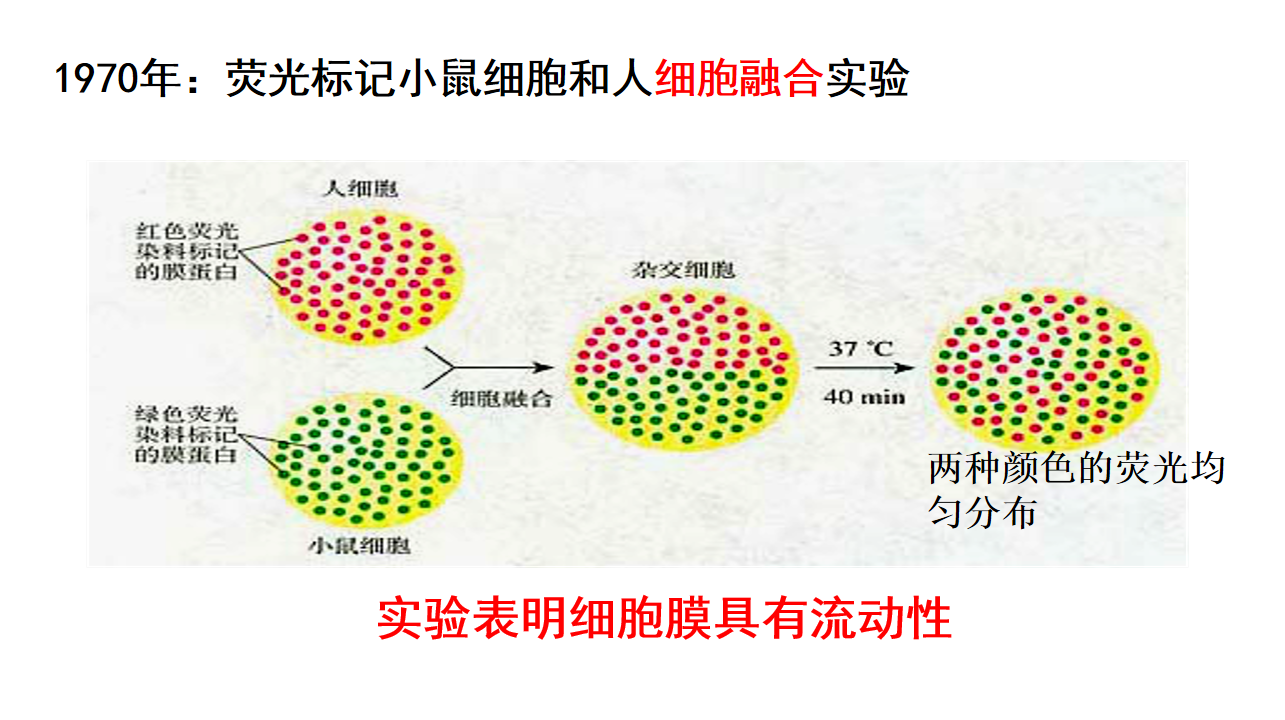 1970年：荧光标记小鼠细胞和人细胞融合实验
人细胞
红色荧光
染料标记
的膜蛋白
杂交细胞
37 ℃
40 min
细胞融合
绿色荧光
染料标记
的膜蛋白
小鼠细胞
两种颜色的荧光均
匀分布
实验表明细胞膜具有流动性